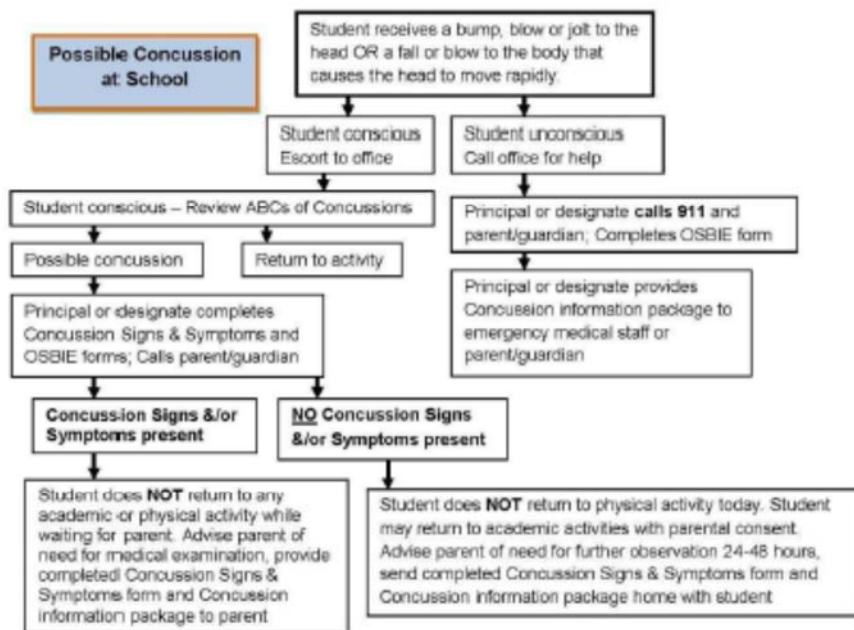 Possible Concussion
at School
Student receives a bump, blow or jolt to the
head OR a fall or blow to the body that
causes the head to move rapidly.
Student conscious
Escort to office
Student unconscious
Call office for help
Student conscious – Review ABCs of Concussions
Principal or designate calls 911 and
parent/guardian; Completes OSBIE form
Possible concussion
Return to activity
Principal or designate provides
Concussion information package to
emergency medical staff or
parent/guardian
Principal or designate completes
Concussion Signs & Symptoms and
OSBIE forms; Calls parent/guardian
Concussion Signs &/or
Symptoms present
NO Concussion Signs
&/or Symptoms present
Student does NOT return to any
academic or physical activity while
waiting for parent. Advise parent of
need for medical examination, provide
completed Concussion Signs &
Symptoms form and Concussion
information package to parent
Student does NOT return to physical activity today. Student
may return to academic activities with parental consent.
Advise parent of need for further observation 24-48 hours,
send completed Concussion Signs & Symptoms form and
Concussion information package home with student